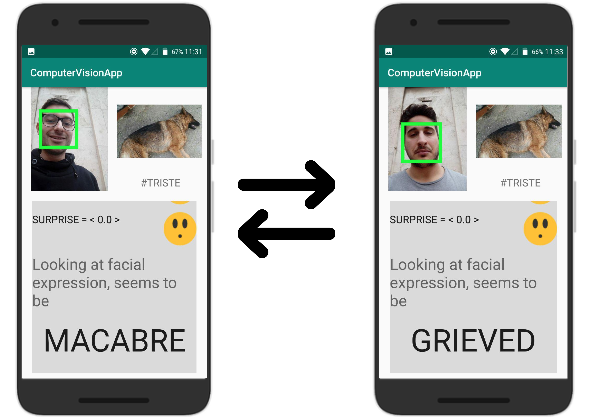 67% 11:31
ComputerVisionApp
#TRISTE
SURPRISE = < 0.0 >
Looking at facial
expression, seems to
be
MACABRE
66% 11:33
ComputerVisionApp
#TRISTE
SURPRISE = < 0.0 >
Looking at facial
expression, seems to
be
GRIEVED